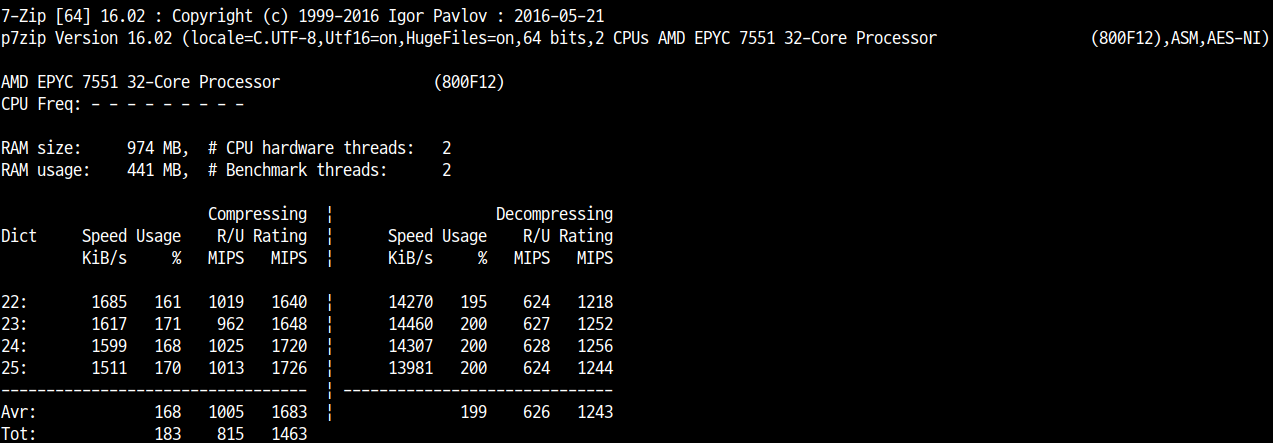 7-Zip [64] 16.02 : Copyright (c) 1999-2016 Igor Pavlov : 2016-05-21
p7zip Version 16.02 (locale=C.UTF-8,Utf16=on,HugeFiles=on,64 bits,2 CPUs AMD EPYC 7551 32-Core Processor                 (800F12),ASM,AES-NI)

AMD EPYC 7551 32-Core Processor                 (800F12)
CPU Freq: - - - - - - - - -

RAM size:     974 MB,  # CPU hardware threads:   2
RAM usage:    441 MB,  # Benchmark threads:      2

                       Compressing  ¦                  Decompressing
Dict     Speed Usage    R/U Rating  ¦      Speed Usage    R/U Rating
         KiB/s     %   MIPS   MIPS  ¦      KiB/s     %   MIPS   MIPS

22:       1685   161   1019   1640  ¦      14270   195    624   1218
23:       1617   171    962   1648  ¦      14460   200    627   1252
24:       1599   168   1025   1720  ¦      14307   200    628   1256
25:       1511   170   1013   1726  ¦      13981   200    624   1244
----------------------------------  ¦ ------------------------------
Avr:             168   1005   1683  ¦              199    626   1243
Tot:             183    815   1463